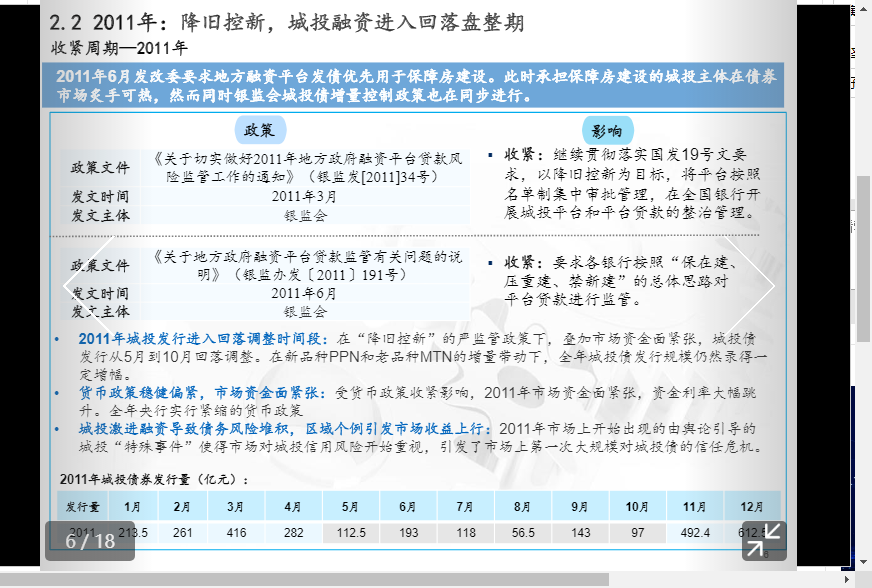 2.2 2011年：降旧控新，城投融资进入回落盘整期
收紧周期—2011年
2011年6月发改委要求地方融资平台发债优先用于保障房建设。此时承担保障房建设的城投主体在债券
市场炙手可热，然而同时银监会城投债增量控制政策也在同步进行。
政策
影响
政策文件
《关于切实做好2011年地方政府融资平台贷款风
险监管工作的通知》（银监发[2011]34号）
发文时间
2011年3月
发文主体
银监会
▪ 收紧：继续贯彻落实国发19号文要
求，以降旧控新为目标，将平台按照
名单制集中审批管理，在全国银行开
展城投平台和平台贷款的整治管理。
政策文件
《关于地方政府融资平台贷款监管有关问题的说
明》（银监办发〔2011〕191号）
发文时间
2011年6月
发文主体
银监会
▪ 收紧：要求各银行按照“保在建、
压重建、禁新建”的总体思路对
平台贷款进行监管。
• 2011年城投发行进入回落调整时间段：在“降旧控新”的严监管政策下，叠加市场资金面紧张，城投债
发行从5月到10月回落调整。在新品种PPN和老品种MTN的增量带动下，全年城投债发行规模仍然录得一
定增幅。
• 货币政策稳健偏紧，市场资金面紧张：受货币政策收紧影响，2011年市场资金面紧张，资金利率大幅跳
升。全年央行实行紧缩的货币政策
• 城投激进融资导致债务风险堆积，区域个例引发市场收益上行：2011年市场上开始出现的由舆论引导的
城投“特殊事件”使得市场对城投信用风险开始重视，引发了市场上第一次大规模对城投债的信任危机。
2011年城投债券发行量（亿元）：
发行量 1月 2月 3月 4月 5月 6月 7月 8月 9月 10月 11月 12月
2011 213.5 261 416 282 112.5 193 118 56.5 143 97 492.4 612.5
6 / 18